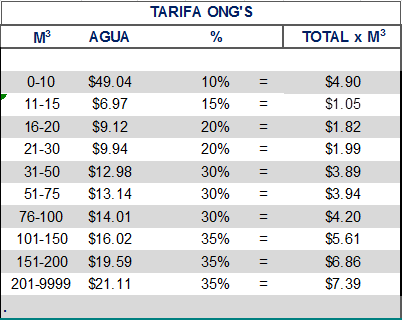 TARIFA ONG'S
M³ AGUA % TOTAL x M³
0-10 $49.04 10% = $4.90
11-15 $6.97 15% = $1.05
16-20 $9.12 20% = $1.82
21-30 $9.94 20% = $1.99
31-50 $12.98 30% = $3.89
51-75 $13.14 30% = $3.94
76-100 $14.01 30% = $4.20
101-150 $16.02 35% = $5.61
151-200 $19.59 35% = $6.86
201-9999 $21.11 35% = $7.39
.